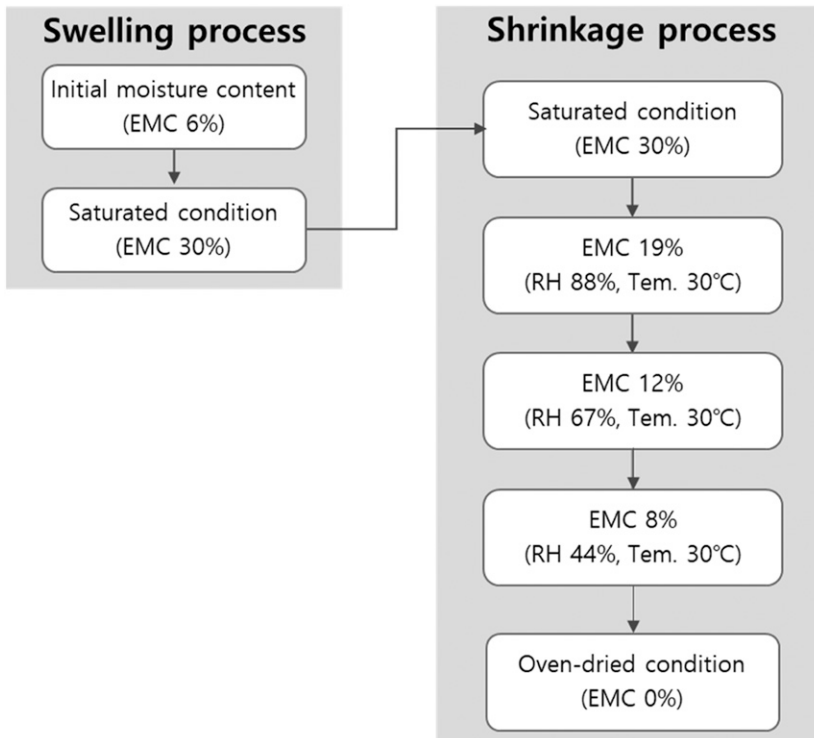 Swelling process
Initial moisture content
(EMC 6%)
Saturated condition
(EMC 30%)
Shrinkage process
Saturated condition
(EMC 30%)
EMC 19%
(RH 88%, Tem. 30℃)
EMC 12%
(RH 67%, Tem. 30℃)
EMC 8%
(RH 44%, Tem. 30℃)
Oven-dried condition
(EMC 0%)